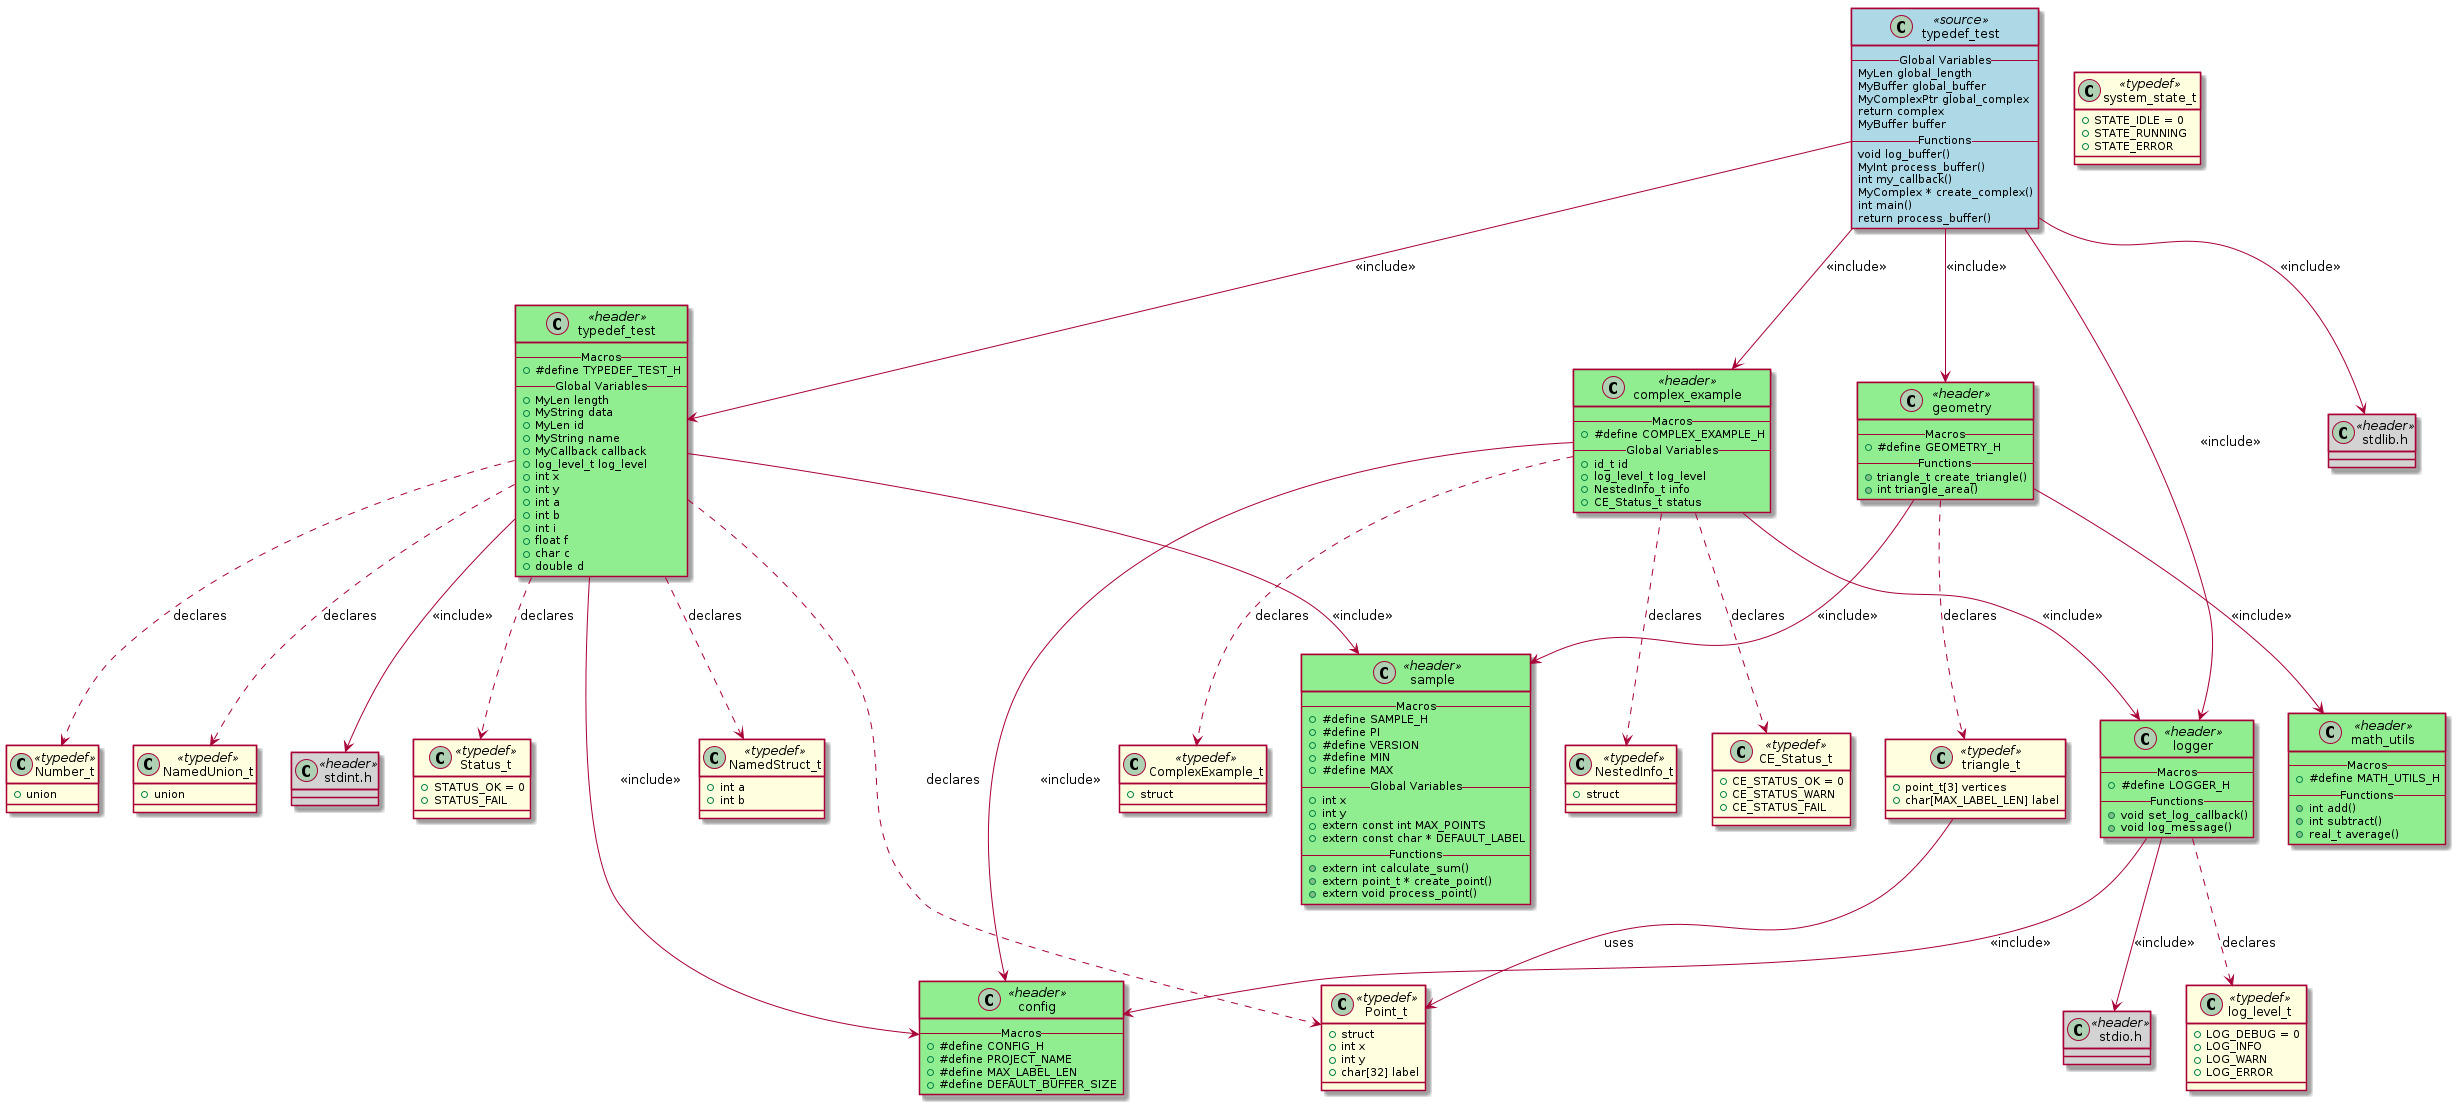 C
«source»
typedef_test
Global Variables
MyLen global_length
MyBuffer global_buffer
MyComplexPtr global_complex
return complex
MyBuffer buffer
Functions
void log_buffer()
MyInt process_buffer()
int my_callback()
MyComplex * create_complex()
int main()
return process_buffer()
C
«typedef»
system_state_t
STATE_IDLE = 0
STATE_RUNNING
STATE_ERROR
«include»
«include»
«include»
«include»
«include»
C
«header»
typedef_test
Macros
#define TYPEDEF_TEST_H
Global Variables
MyLen length
MyString data
MyLen id
MyString name
MyCallback callback
log_level_t log_level
int x
int y
int a
int b
int i
float f
char c
double d
C
«header»
complex_example
Macros
#define COMPLEX_EXAMPLE_H
Global Variables
id_t id
log_level_t log_level
NestedInfo_t info
CE_Status_t status
C
«header»
geometry
Macros
#define GEOMETRY_H
Functions
triangle_t create_triangle()
int triangle_area()
C
«header»
stdlib.h
declares
declares
«include»
declares
declares
«include»
declares
declares
declares
«include»
declares
«include»
«include»
C
«typedef»
Number_t
union
C
«typedef»
NamedUnion_t
union
C
«header»
stdint.h
C
«typedef»
Status_t
STATUS_OK = 0
STATUS_FAIL
«include»
C
«typedef»
NamedStruct_t
int a
int b
declares
«include»
C
«typedef»
ComplexExample_t
struct
C
«header»
sample
Macros
#define SAMPLE_H
#define PI
#define VERSION
#define MIN
#define MAX
Global Variables
int x
int y
extern const int MAX_POINTS
extern const char * DEFAULT_LABEL
Functions
extern int calculate_sum()
extern point_t * create_point()
extern void process_point()
C
«typedef»
NestedInfo_t
struct
C
«typedef»
CE_Status_t
CE_STATUS_OK = 0
CE_STATUS_WARN
CE_STATUS_FAIL
C
«typedef»
triangle_t
point_t[3] vertices
char[MAX_LABEL_LEN] label
C
«header»
logger
Macros
#define LOGGER_H
Functions
void set_log_callback()
void log_message()
C
«header»
math_utils
Macros
#define MATH_UTILS_H
Functions
int add()
int subtract()
real_t average()
uses
«include»
«include»
declares
C
«header»
config
Macros
#define CONFIG_H
#define PROJECT_NAME
#define MAX_LABEL_LEN
#define DEFAULT_BUFFER_SIZE
C
«typedef»
Point_t
struct
int x
int y
char[32] label
C
«header»
stdio.h
C
«typedef»
log_level_t
LOG_DEBUG = 0
LOG_INFO
LOG_WARN
LOG_ERROR